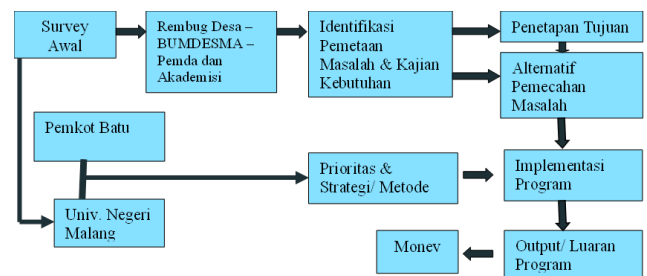 Survey
Awal
Rembug Desa –
BUMDESMA –
Pemda dan
Akademisi
Identifikasi
Pemetaan
Masalah & Kajian
Kebutuhan
Penetapan Tujuan
Alternatif
Pemecahan
Masalah
Pemkot Batu
Univ. Negeri
Malang
Prioritas &
Strategi/ Metode
Implementasi
Program
Output/ Luaran
Program
Monev